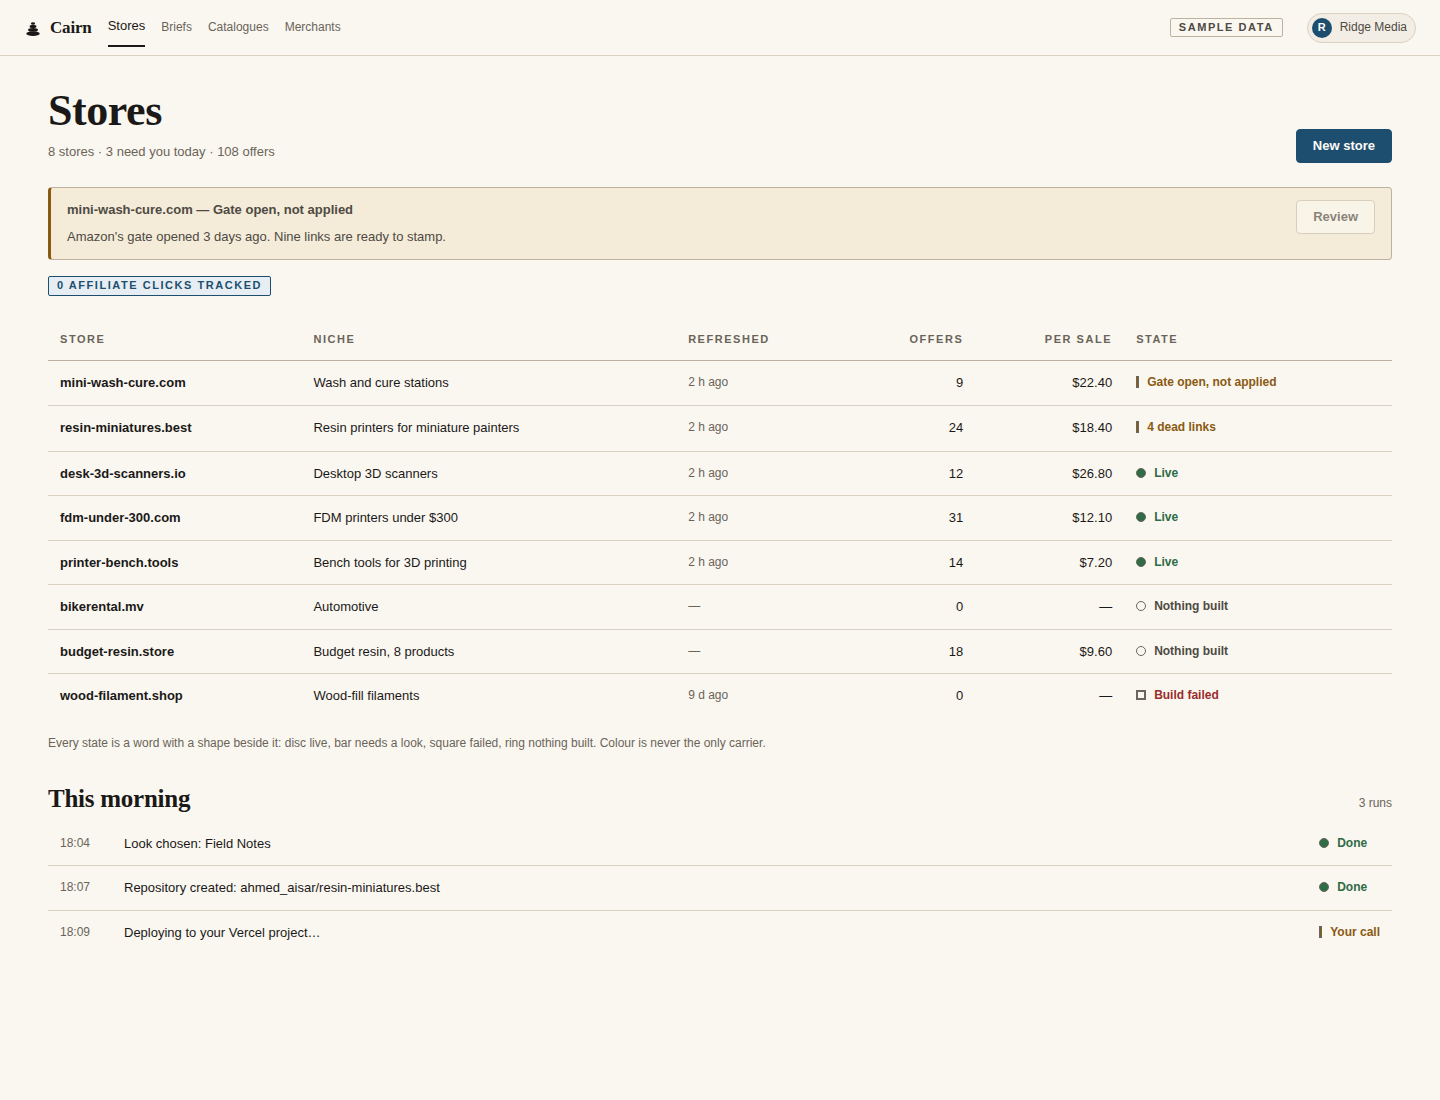 Cairn
Stores
Briefs
Catalogues
Merchants
SAMPLE DATA
R
Ridge Media
Stores
8 stores · 3 need you today · 108 offers
New store
mini-wash-cure.com — Gate open, not applied
Amazon's gate opened 3 days ago. Nine links are ready to stamp.
Review
0 AFFILIATE CLICKS TRACKED
STORE NICHE REFRESHED OFFERS PER SALE STATE
mini-wash-cure.com Wash and cure stations 2 h ago 9 $22.40 Gate open, not applied
resin-miniatures.best Resin printers for miniature painters 2 h ago 24 $18.40 4 dead links
desk-3d-scanners.io Desktop 3D scanners 2 h ago 12 $26.80 Live
fdm-under-300.com FDM printers under $300 2 h ago 31 $12.10 Live
printer-bench.tools Bench tools for 3D printing 2 h ago 14 $7.20 Live
bikerental.mv Automotive — 0 — Nothing built
budget-resin.store Budget resin, 8 products — 18 $9.60 Nothing built
wood-filament.shop Wood-fill filaments 9 d ago 0 — Build failed
Every state is a word with a shape beside it: disc live, bar needs a look, square failed, ring nothing built. Colour is never the only carrier.
This morning
3 runs
18:04 Look chosen: Field Notes Done
18:07 Repository created: ahmed_aisar/resin-miniatures.best Done
18:09 Deploying to your Vercel project… Your call